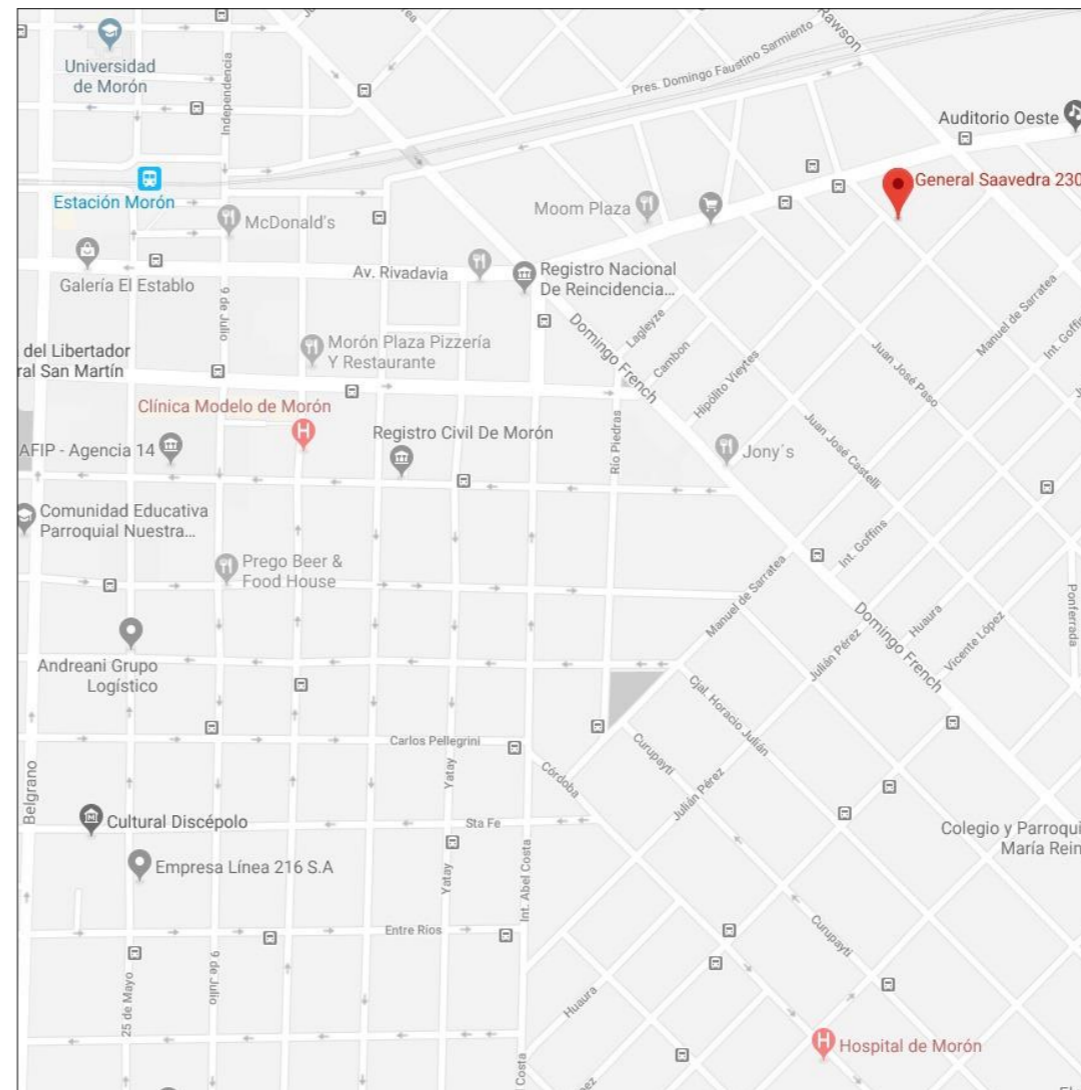 Universidad
de Morón
Independencia
Pres. Domingo Faustino Sarmiento
Rawson
Auditorio Oeste
General Saavedra 230
Estación Morón
McDonald's
Moom Plaza
Galería El Establo
Av. Rivadavia
Registro Nacional
De Reincidencia...
9 de Julio
Domingo French
Lagleyze
Cambon
Hipólito Vieytes
Juan José Paso
Manuel de Sarratea
Int. Goffin
del Libertador
ral San Martín
Morón Plaza Pizzería
Y Restaurante
Clínica Modelo de Morón
AFIP - Agencia 14
Registro Civil De Morón
Río Piedras
Jony´s
Juan José Castelli
Comunidad Educativa
Parroquial Nuestra...
Prego Beer &
Food House
Int. Goffins
Manuel de Sarratea
Domingo French
Huaura
Ponferrada
Andreani Grupo
Logístico
Julián Pérez
Vicente López
Cjal. Horacio Julián
Carlos Pellegrini
Curupaytí
Yatay
Córdoba
Julián Pérez
Belgrano
Cultural Discépolo
Sta Fe
Colegio y Parroqui
María Rein
Empresa Línea 216 S.A
Yatay
Int. Abel Costa
Entre Ríos
Curupaytí
25 de Mayo
9 de Julio
Huaura
Hospital de Morón
Costa